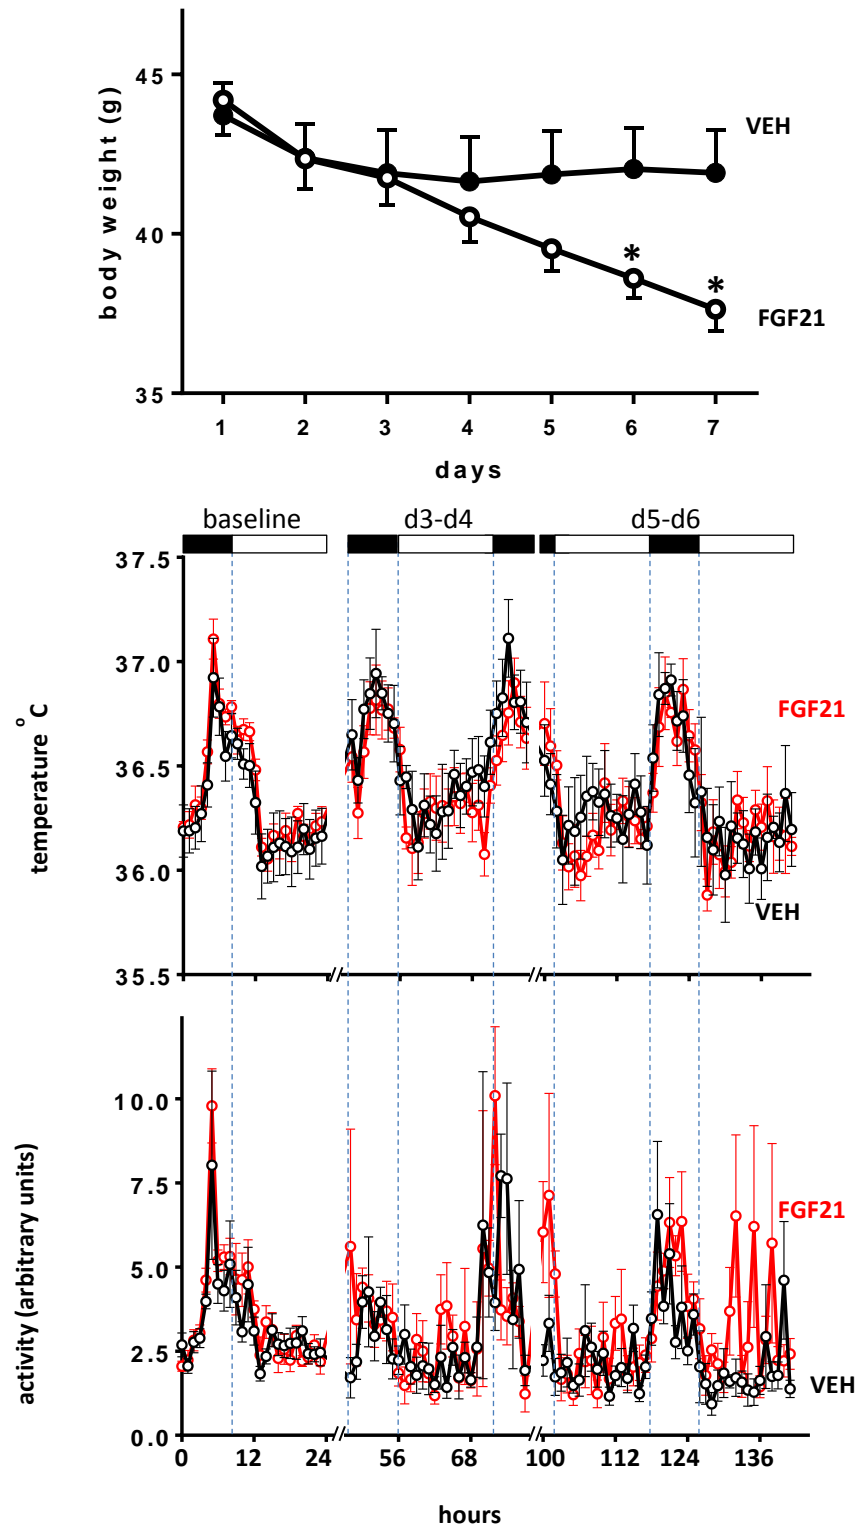 45
VEH
body weight (g)
40
*
*
FGF21
35
1 2 3 4 5 6 7
days
baseline d3-d4 d5-d6
37.5
37.0
FGF21
temperature °C
36.5
36.0
VEH
35.5
10.0
activity (arbitrary units)
7.5
FGF21
5.0
2.5
VEH
0.0
0 12 24 56 68 100 112 124 136
hours